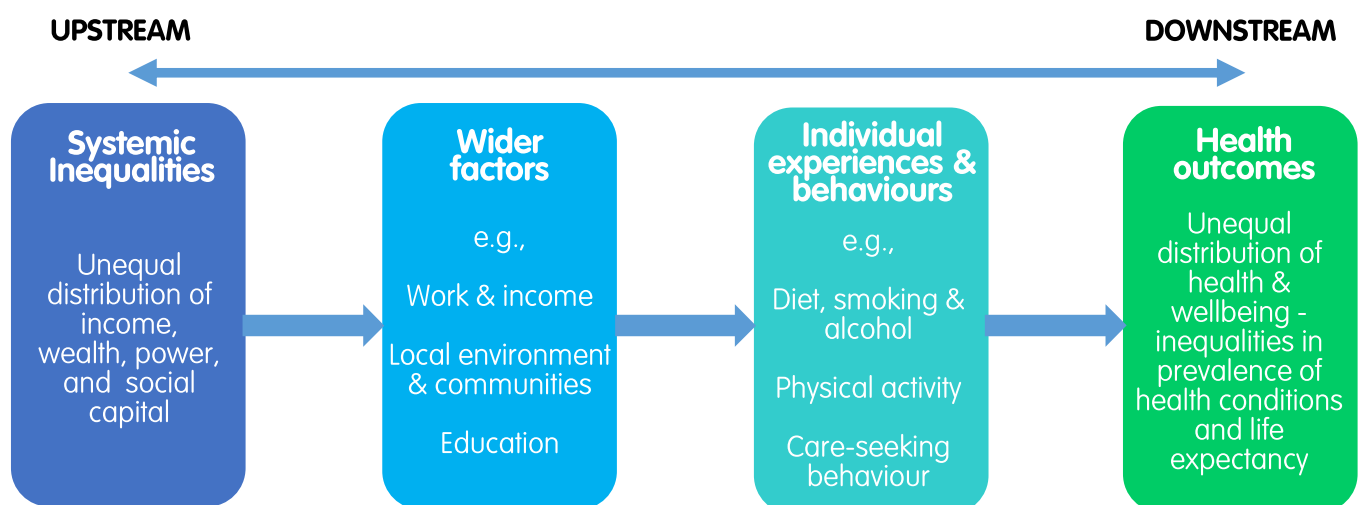 UPSTREAM
DOWNSTREAM
Systemic
Inequalities
Unequal
distribution of
income,
wealth, power,
and social
capital
Wider
factors
e.g.,
Work & income
Local environment
& communities
Education
Individual
experiences &
behaviours
e.g.,
Diet, smoking &
alcohol
Physical activity
Care-seeking
behaviour
Health
outcomes
Unequal
distribution of
health &
wellbeing -
inequalities in
prevalence of
health conditions
and life
expectancy